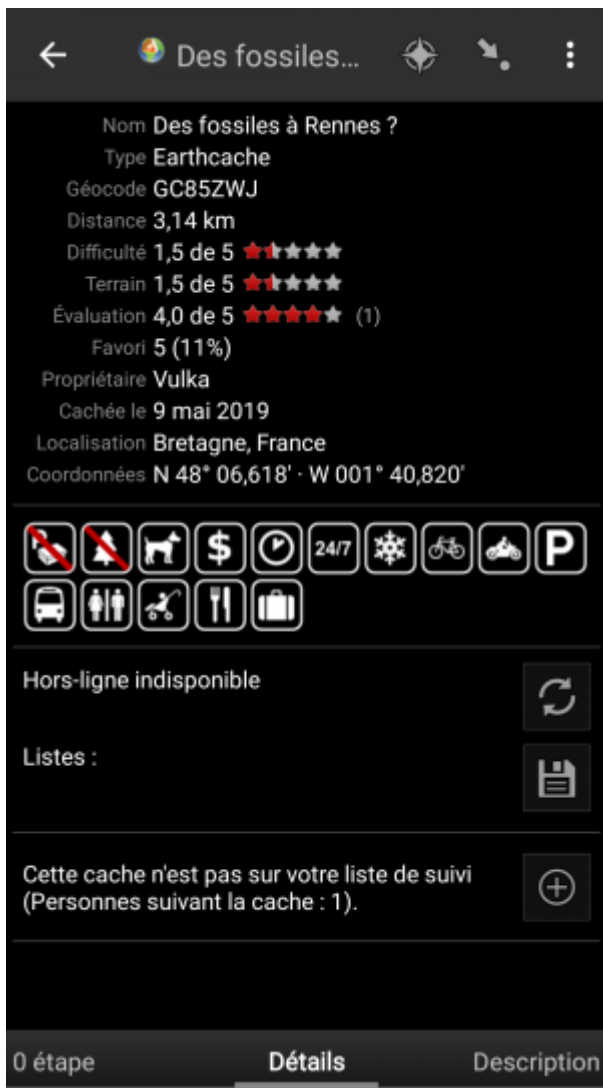 Des fossiles...
Nom Des fossiles à Rennes ?
Type Earthcache
Géocode GC85ZWJ
Distance 3,14 km
Difficulté 1,5 de 5
Terrain 1,5 de 5
Évaluation 4,0 de 5 (1)
Favori 5 (11%)
Propriétaire Vulka
Cachée le 9 mai 2019
Localisation Bretagne, France
Coordonnées N 48° 06,618' · W 001° 40,820'
$ 24/7 P
Hors-ligne indisponible
Listes :
Cette cache n'est pas sur votre liste de suivi
(Personnes suivant la cache : 1).
0 étape Détails Description